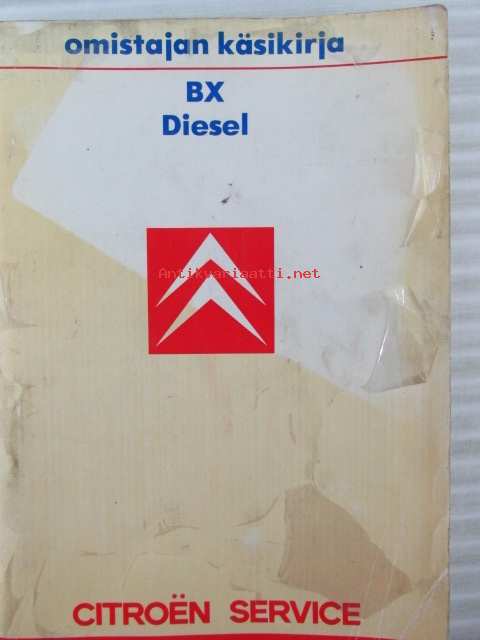 omistajan käsikirja
BX
Diesel
Antikvariaatti.net
CITROËN SERVICE